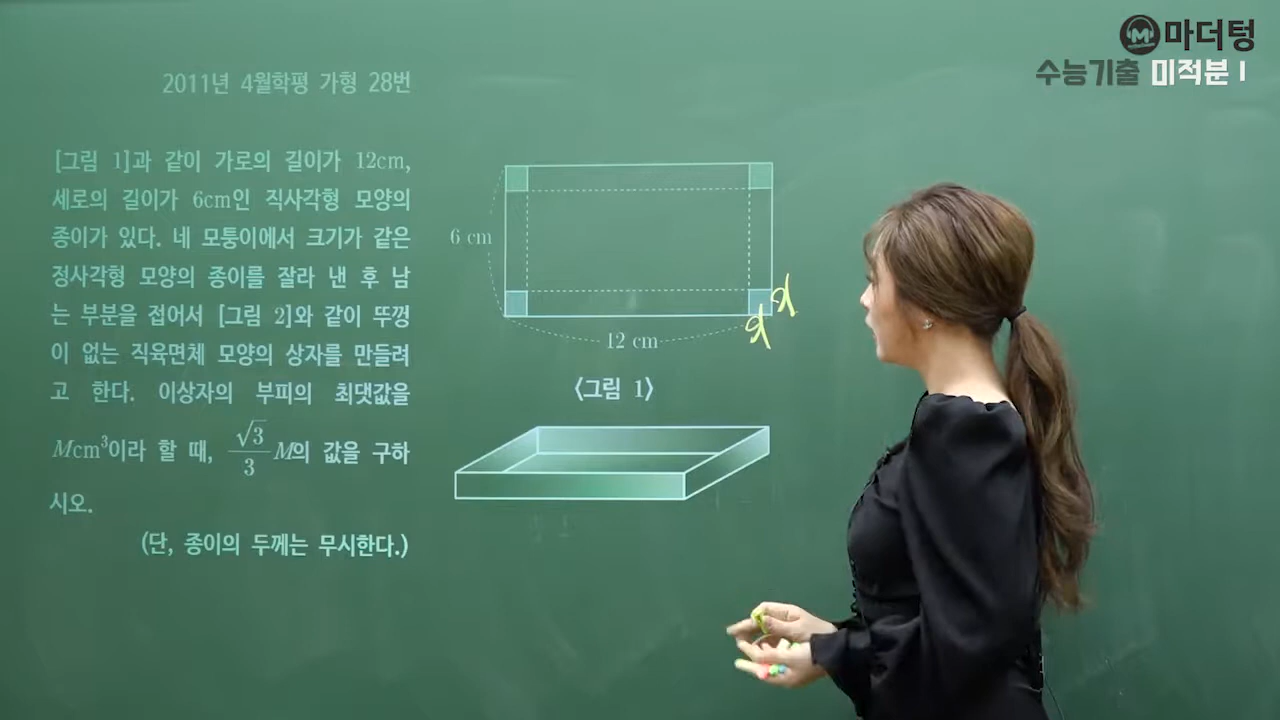 마더텅
수능기출 미적분 I
2011년 4월학평 가형 28번
[그림 1]과 같이 가로의 길이가 12cm,
세로의 길이가 6cm인 직사각형 모양의
종이가 있다. 네 모퉁이에서 크기가 같은
정사각형 모양의 종이를 잘라 낸 후 남
는 부분을 접어서 [그림 2]와 같이 뚜껑
이 없는 직육면체 모양의 상자를 만들려
고 한다. 이상자의 부피의 최댓값을
Mcm³이라 할 때, √3/3 M의 값을 구하
시오.
(단, 종이의 두께는 무시한다.)
6 cm
x
x
12 cm
〈그림 1〉